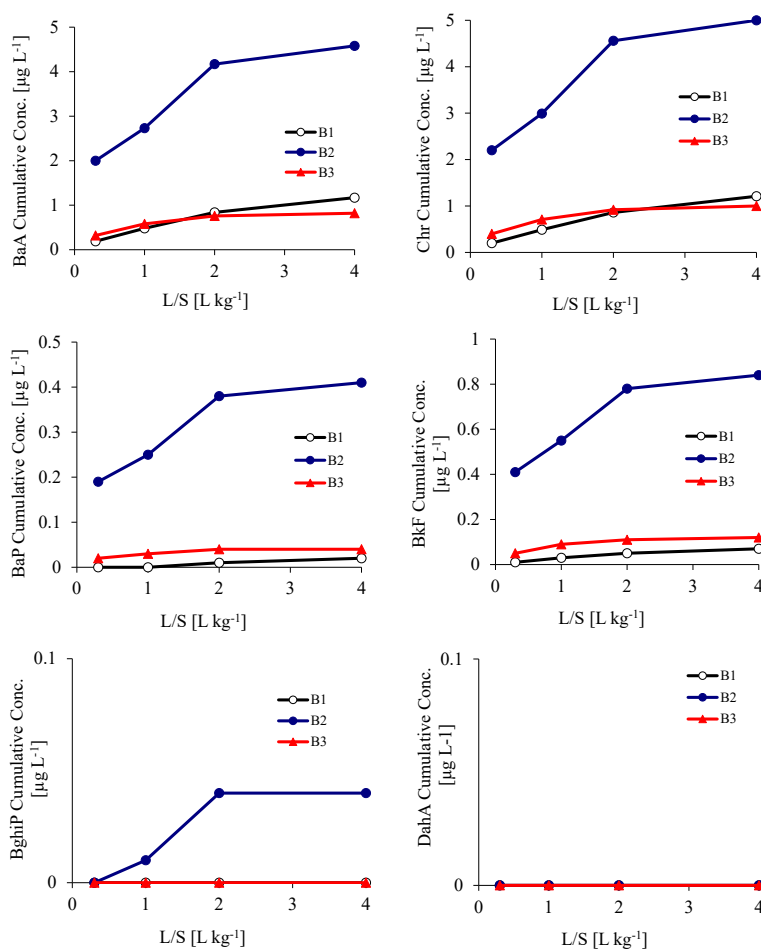 BaA Cumulative Conc. [µg L⁻¹]
5
4
3
2
1
0
0 1 2 3 4
L/S [L kg⁻¹]
B1
B2
B3
Chr Cumulative Conc. [µg L⁻¹]
5
4
3
2
1
0
0 1 2 3 4
L/S [L kg⁻¹]
B1
B2
B3
BaP Cumulative Conc. [µg L⁻¹]
0.5
0.4
0.3
0.2
0.1
0
0 1 2 3 4
L/S [L kg⁻¹]
B1
B2
B3
BkF Cumulative Conc.
[µg L⁻¹]
1
0.8
0.6
0.4
0.2
0
0 1 2 3 4
L/S [L kg⁻¹]
B1
B2
B3
BghiP Cumulative Conc.
[µg L⁻¹]
0.1
0
0 1 2 3 4
L/S [L kg⁻¹]
B1
B2
B3
DahA Cumulative Conc.
[µg L-1]
0.1
0
0 1 2 3 4
L/S [L kg⁻¹]
B1
B2
B3